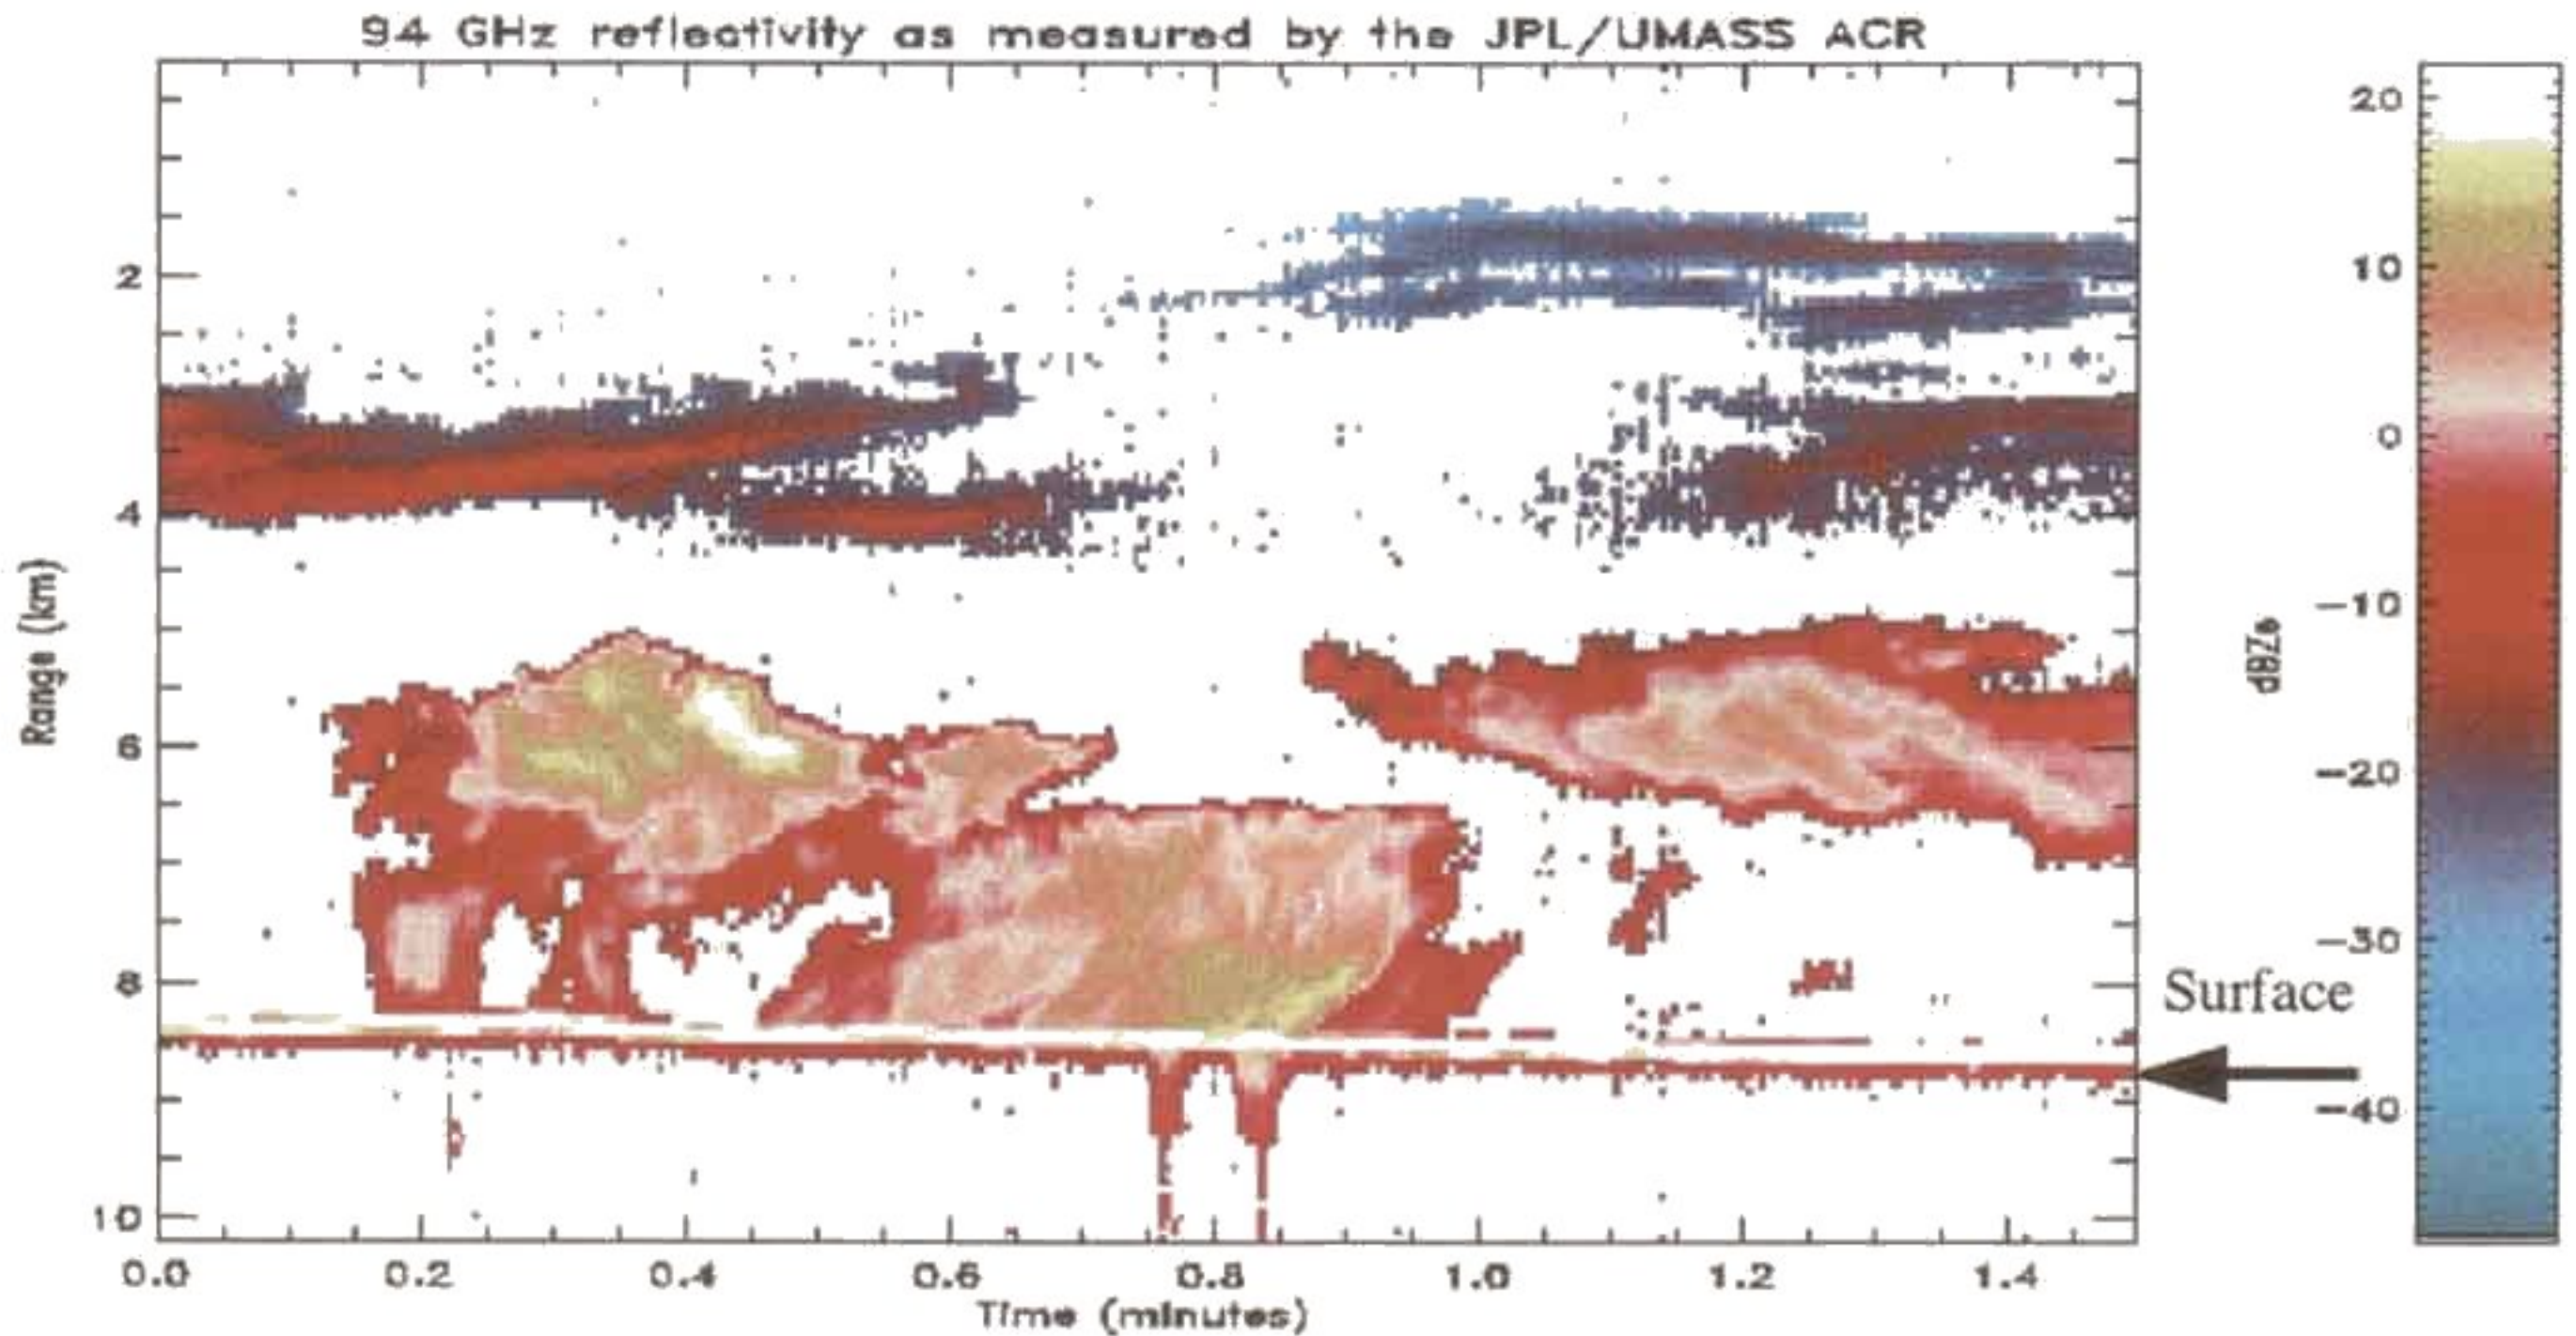 94 GHz reflectivity as measured by the JPL/UMASS ACR
Range (km)
2
4
6
8
10
0.0 0.2 0.4 0.6 0.8 1.0 1.2 1.4
Time (minutes)
20
10
0
-10
-20
-30
-40
dBZe
Surface